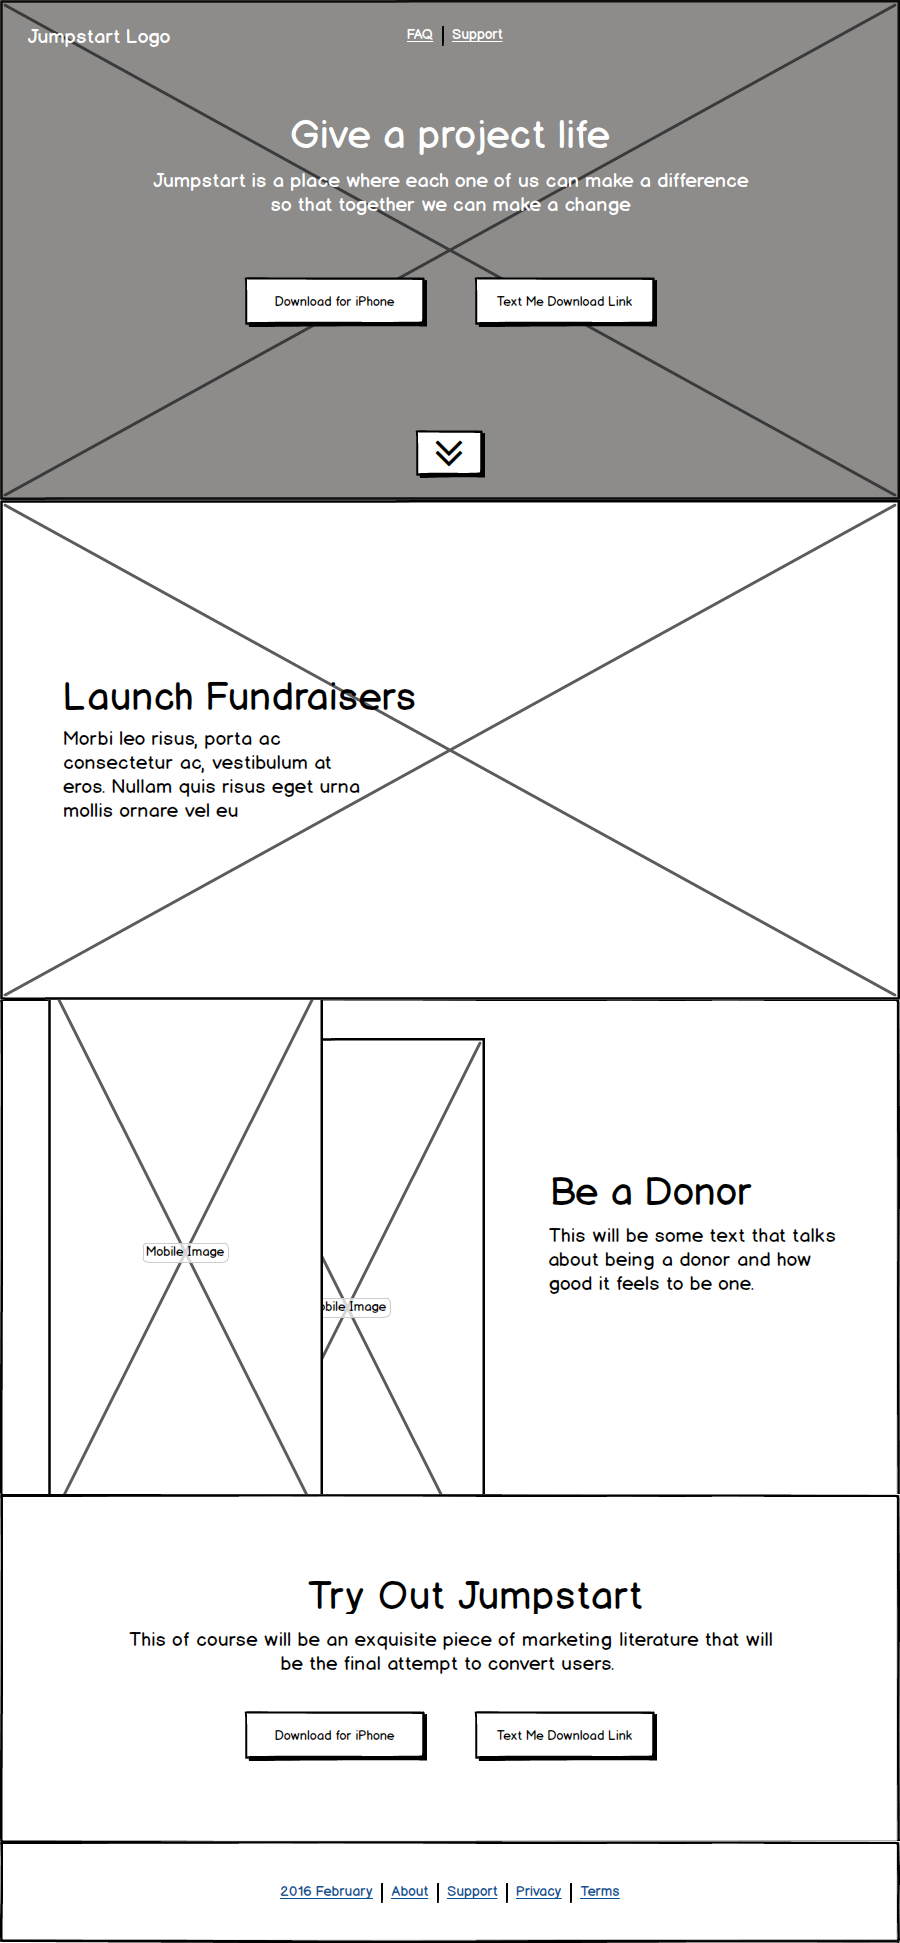 Jumpstart Logo
FAQ | Support
Give a project life
Jumpstart is a place where each one of us can make a difference
so that together we can make a change
Download for iPhone
Text Me Download Link
Launch Fundraisers
Morbi leo risus, porta ac
consectetur ac, vestibulum at
eros. Nullam quis risus eget urna
mollis ornare vel eu
Mobile Image
bile Image
Be a Donor
This will be some text that talks
about being a donor and how
good it feels to be one.
Try Out Jumpstart
This of course will be an exquisite piece of marketing literature that will
be the final attempt to convert users.
Download for iPhone
Text Me Download Link
2016 February | About | Support | Privacy | Terms